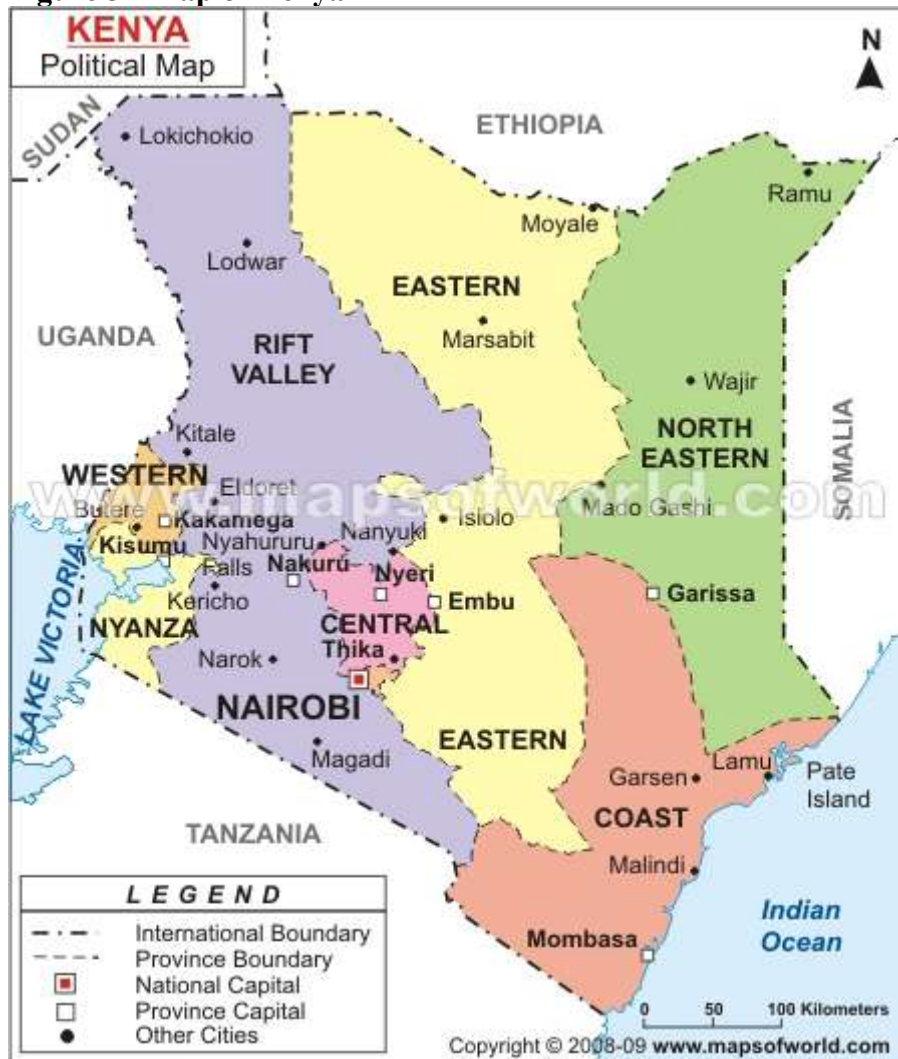 KENYA
Political Map
N
SUDAN
ETHIOPIA
Lokichokio
Ramu
Moyale
Lodwar
EASTERN
UGANDA
Marsabit
RIFT
VALLEY
Wajir
SOMALIA
NORTH
EASTERN
Kitale
WESTERN
www.mapsofworld.com
Eldoret
Butere
Kakamega
Isiolo
Mado Gashi
Kisumu
Nyahururu
Falls
Nanyuki
Nakuru
Nyeri
Kericho
Embu
Garissa
LAKE VICTORIA
NYANZA
CENTRAL
Thika
Narok
NAIROBI
EASTERN
Magadi
Garsen
Lamu
Pate
Island
TANZANIA
COAST
Malindi
LEGEND
International Boundary
Province Boundary
National Capital
Province Capital
Other Cities
Mombasa
Indian
Ocean
0 50 100 Kilometers
Copyright © 2008-09 www.mapsofworld.com